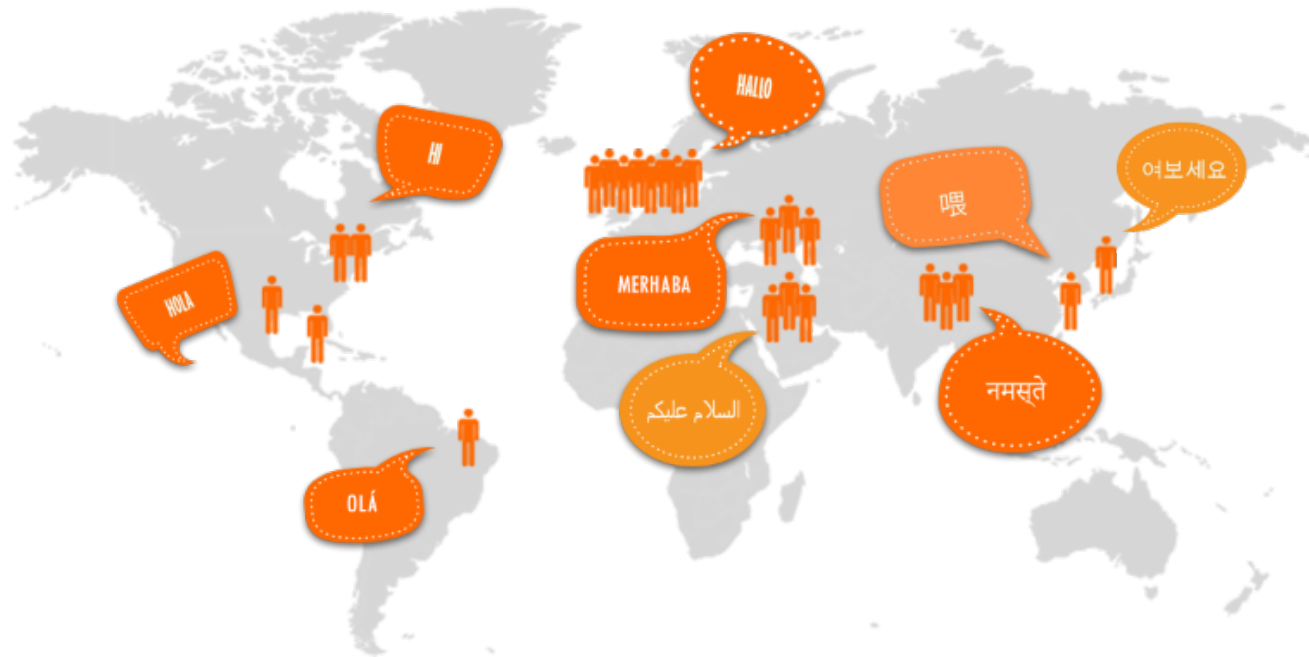 HALLO
HI
여보세요
喂
HOLA
MERHABA
नमस्ते
السلام عليكم
OLÁ